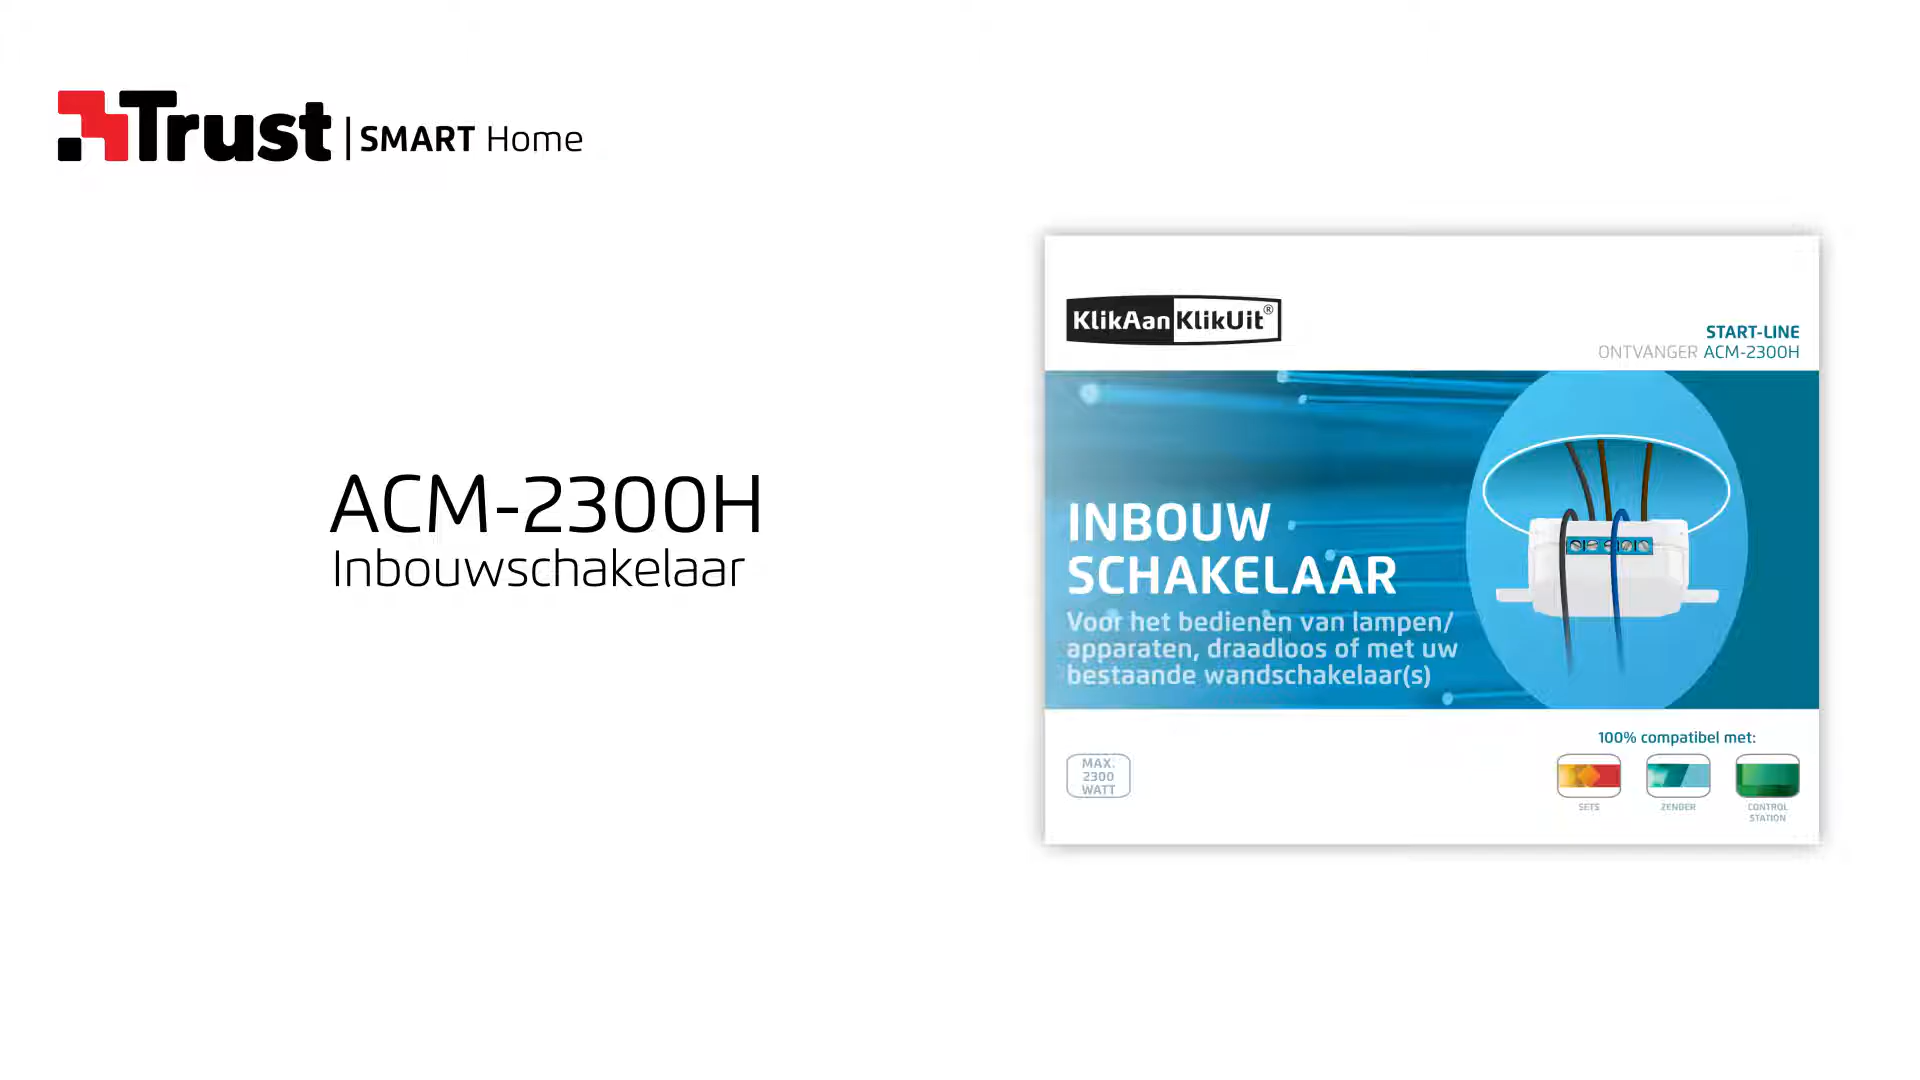 Trust | SMART Home
ACM-2300H
Inbouwschakelaar
KlikAanKlikUit®
START-LINE
ONTVANGER ACM-2300H
INBOUW
SCHAKELAAR
Voor het bedienen van lampen/
apparaten, draadloos of met uw
bestaande wandschakelaar(s)
MAX.
2300
WATT
100% compatibel met:
SETS
ZENDER
CONTROL
STATION